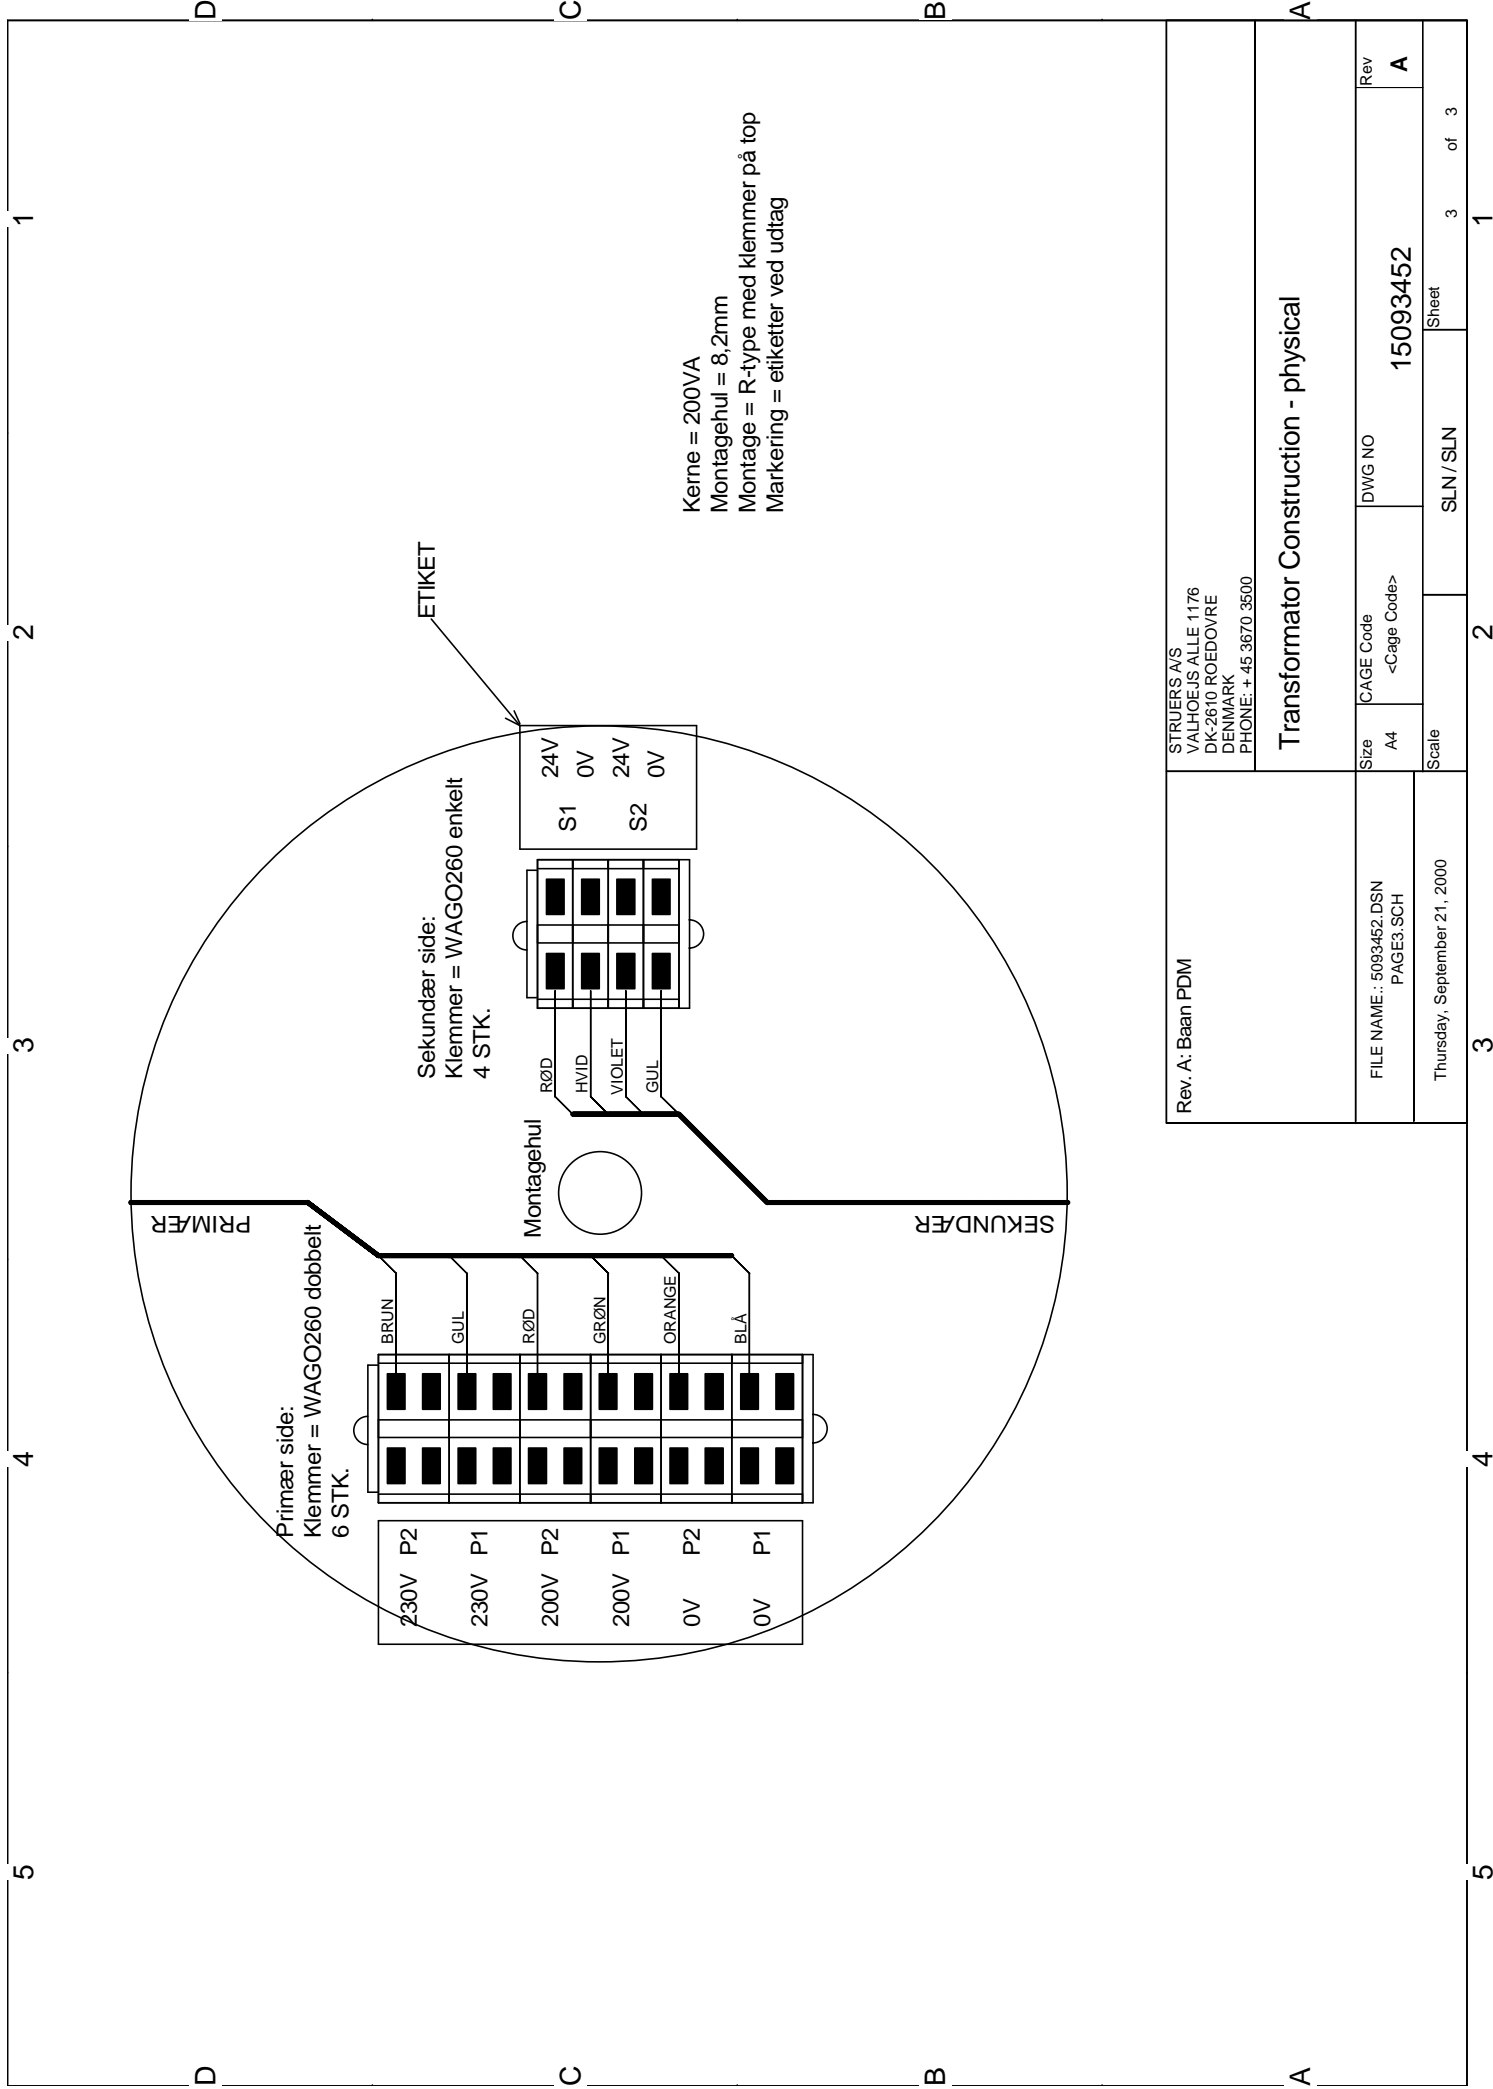 5
4
3
2
1
D
C
B
A
Primær side:
Klemmer = WAGO260 dobbelt
6 STK.
PRIMÆR
230V P2
230V P1
200V P2
200V P1
0V P2
0V P1
BRUN
GUL
RØD
GRØN
ORANGE
BLÅ
Montagehul
SEKUNDÆR
Sekundær side:
Klemmer = WAGO260 enkelt
4 STK.
RØD
HVID
VIOLET
GUL
S1
24V
0V
S2
24V
0V
ETIKET
Kerne = 200VA
Montagehul = 8,2mm
Montage = R-type med klemmer på top
Markering = etiketter ved udtag
Rev. A: Baan PDM
STRUERS A/S
VALHOEJS ALLE 1176
DK-2610 ROEDOVRE
DENMARK
PHONE: + 45 3670 3500
Transformator Construction - physical
FILE NAME.: 5093452.DSN
PAGE3.SCH
Size
A4
CAGE Code
<Cage Code>
DWG NO
15093452
Rev
A
Thursday, September 21, 2000
Scale
SLN / SLN
Sheet
3 of 3
D
C
B
A
5
4
3
2
1